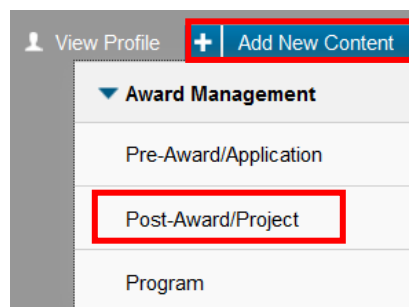 View Profile + Add New Content
Award Management
Pre-Award/Application
Post-Award/Project
Program